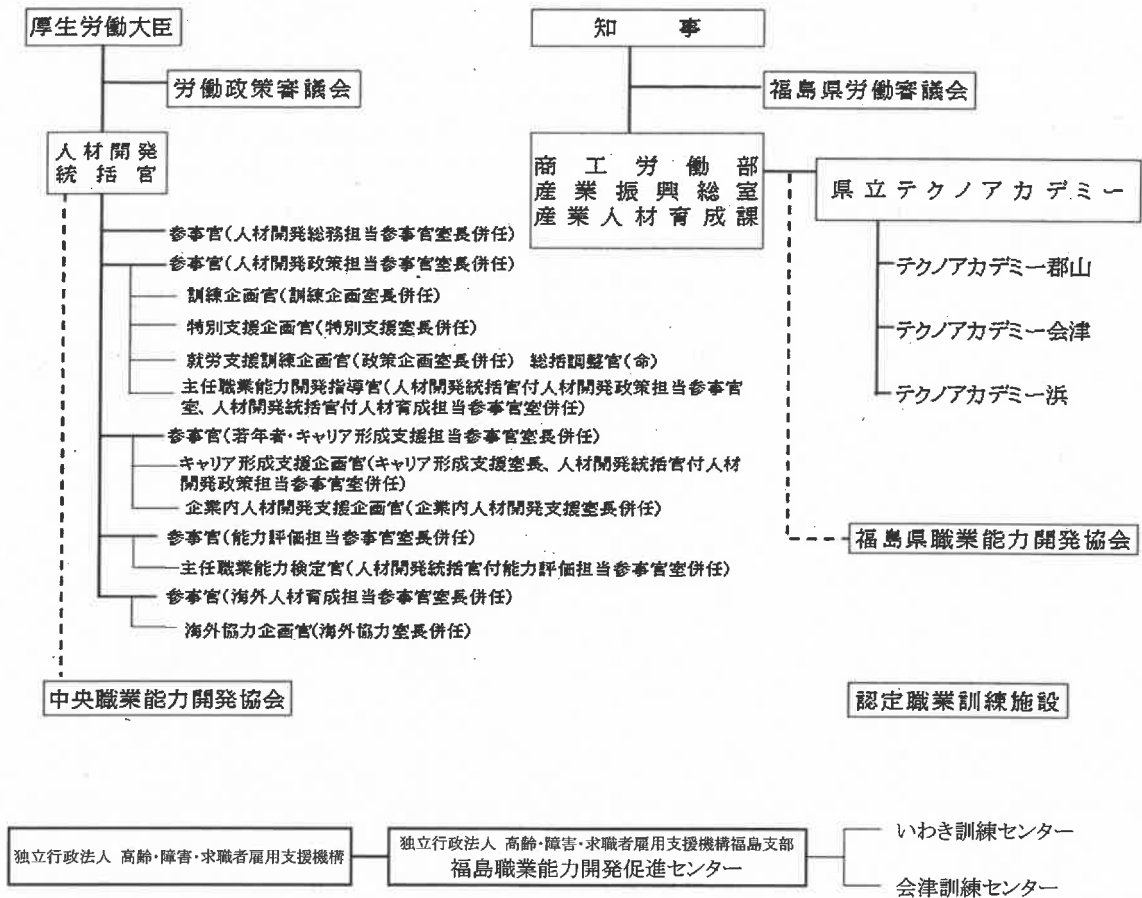 厚生労働大臣
労働政策審議会
人材開発
統括官
参事官(人材開発総務担当参事官室長併任)
参事官(人材開発政策担当参事官室長併任)
訓練企画官(訓練企画室長併任)
特別支援企画官(特別支援室長併任)
就労支援訓練企画官(政策企画室長併任) 総括調整官(命)
主任職業能力開発指導官(人材開発統括官付人材開発政策担当参事官
室、人材開発統括官付人材育成担当参事官室併任)
参事官(若年者・キャリア形成支援担当参事官室長併任)
キャリア形成支援企画官(キャリア形成支援室長、人材開発統括官付人材
開発政策担当参事官室併任)
企業内人材開発支援企画官(企業内人材開発支援室長併任)
参事官(能力評価担当参事官室長併任)
主任職業能力検定官(人材開発統括官付能力評価担当参事官室併任)
参事官(海外人材育成担当参事官室長併任)
海外協力企画官(海外協力室長併任)
中央職業能力開発協会
知事
福島県労働審議会
商工労働部
産業振興総室
産業人材育成課
県立テクノアカデミー
テクノアカデミー郡山
テクノアカデミー会津
テクノアカデミー浜
福島県職業能力開発協会
認定職業訓練施設
独立行政法人 高齢・障害・求職者雇用支援機構
独立行政法人 高齢・障害・求職者雇用支援機構福島支部
福島職業能力開発促進センター
いわき訓練センター
会津訓練センター